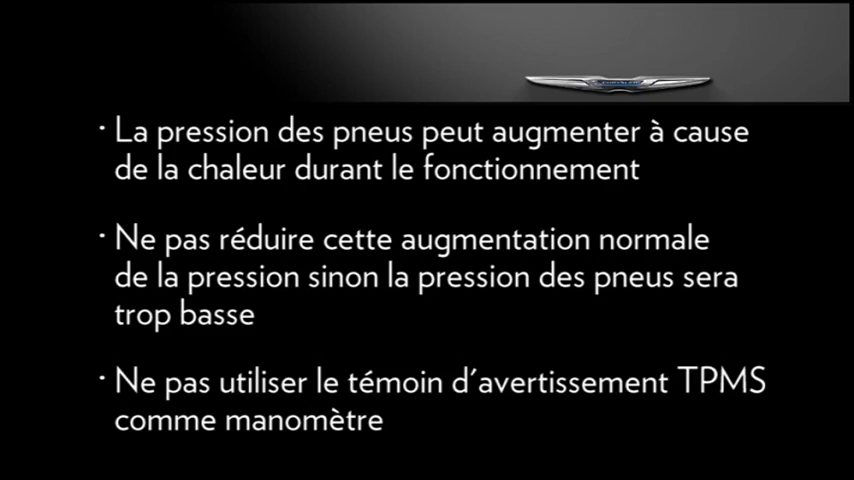 · La pression des pneus peut augmenter à cause
de la chaleur durant le fonctionnement
· Ne pas réduire cette augmentation normale
de la pression sinon la pression des pneus sera
trop basse
· Ne pas utiliser le témoin d'avertissement TPMS
comme manomètre